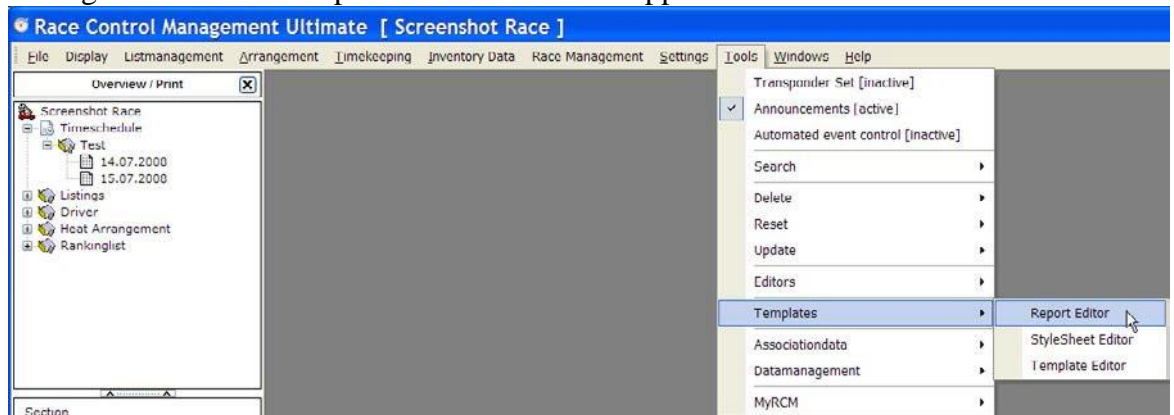 Race Control Management Ultimate [ Screenshot Race ]
File Display Listmanagement Arrangement Timekeeping Inventory Data Race Management Settings Tools Windows Help
Overview / Print
Screenshot Race
Timeschedule
Test
14.07.2008
15.07.2008
Listings
Driver
Heat Arrangement
Rankinglist
Section
Transponder Set [inactive]
Announcements [active]
Automated event control [inactive]
Search
Delete
Reset
Update
Editors
Templates
Associationdata
Datamanagement
MyRCM
Report Editor
StyleSheet Editor
Template Editor